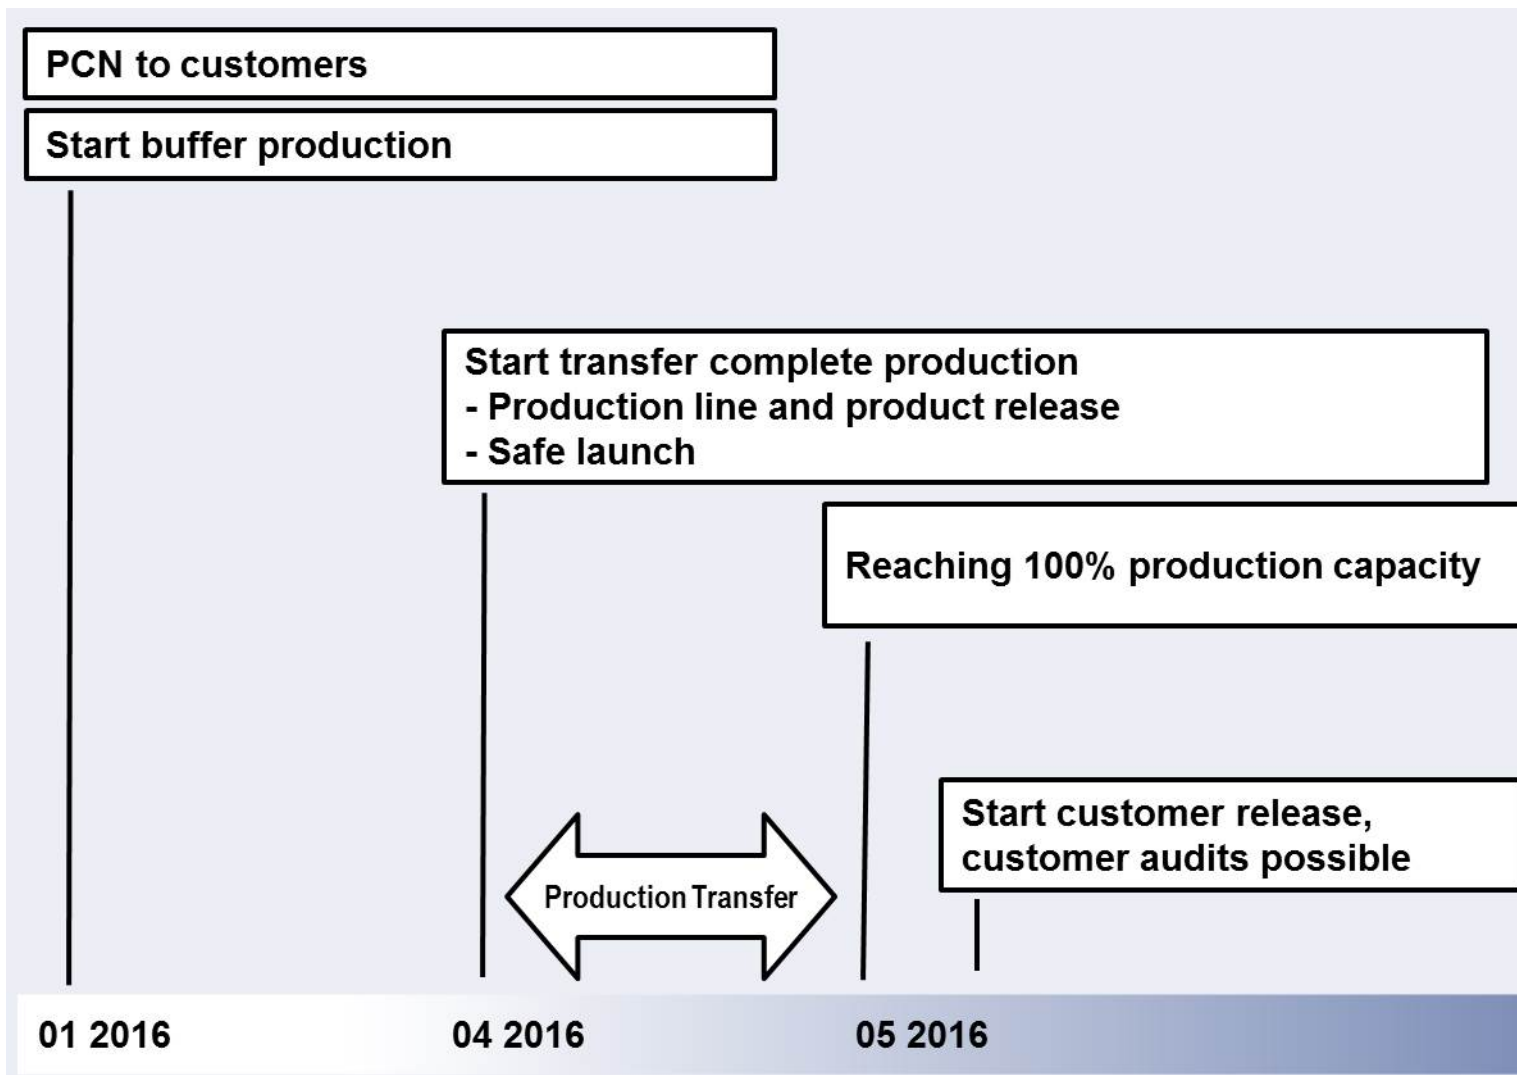 PCN to customers
Start buffer production
Start transfer complete production
- Production line and product release
- Safe launch
Reaching 100% production capacity
Start customer release,
customer audits possible
Production Transfer
01 2016
04 2016
05 2016